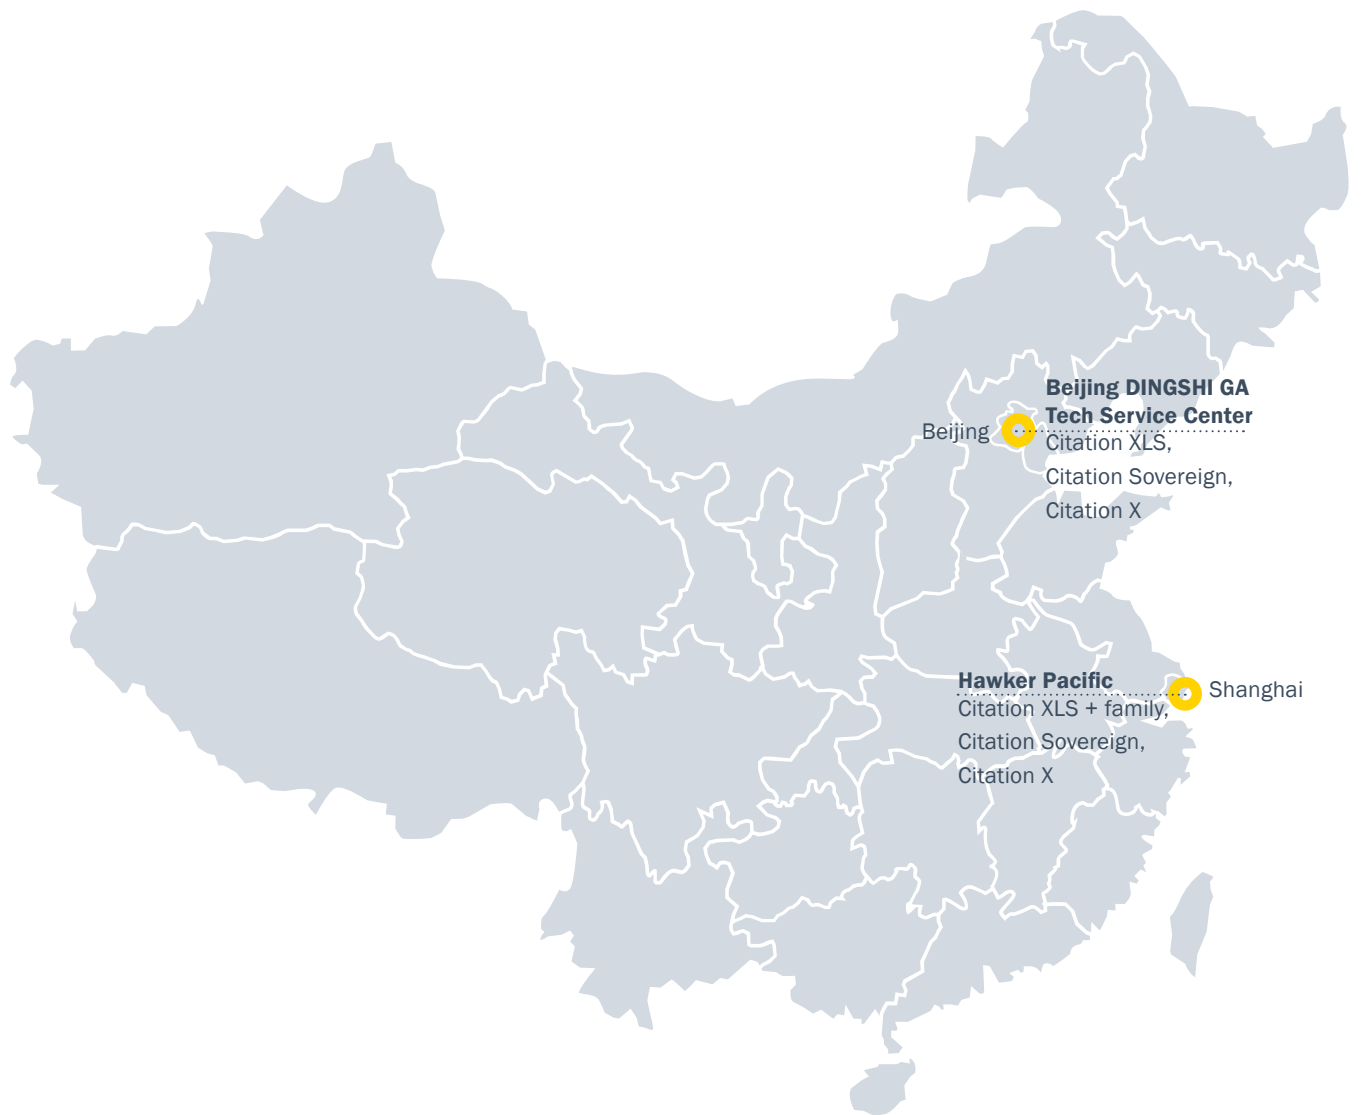 Beijing DINGSHI GA
Tech Service Center
Beijing
Citation XLS,
Citation Sovereign,
Citation X
Hawker Pacific
Shanghai
Citation XLS + family,
Citation Sovereign,
Citation X